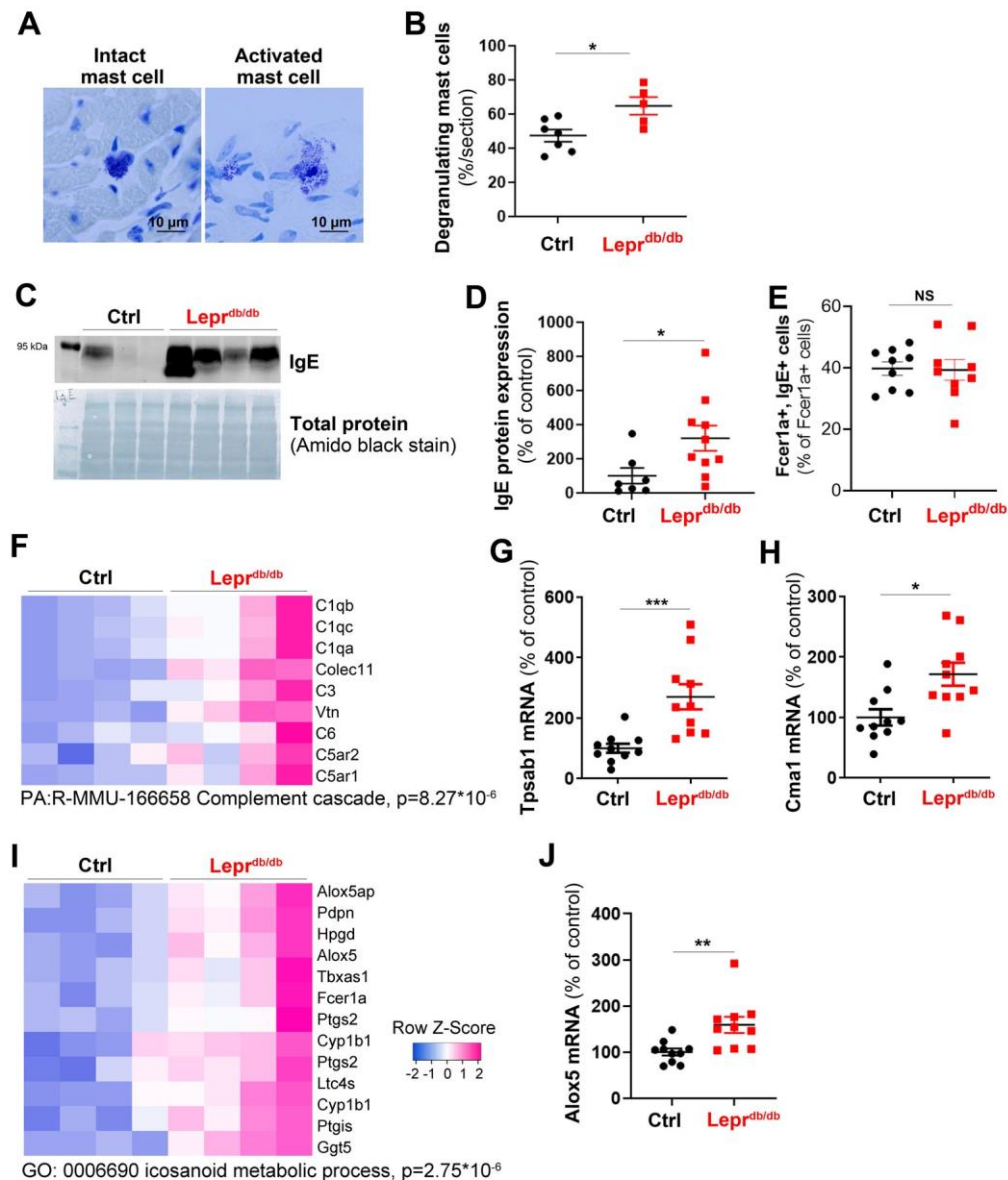 A
Intact
mast cell
Activated
mast cell
10 µm
10 µm
B
Degranulating mast cells
(%/section)
100
80
60
40
20
0
*
Ctrl
Lepr^db/db
C
Ctrl
Lepr^db/db
95 kDa
IgE
IgE
Total protein
(Amido black stain)
D
IgE protein expression
(% of control)
1000
800
600
400
200
0
*
Ctrl
Lepr^db/db
E
Fcer1a+, IgE+ cells
(% of Fcer1a+ cells)
60
40
20
0
NS
Ctrl
Lepr^db/db
F
Ctrl
Lepr^db/db
C1qb
C1qc
C1qa
Colec11
C3
Vtn
C6
C5ar2
C5ar1
PA:R-MMU-166658 Complement cascade, p=8.27*10^-6
G
Tpsab1 mRNA (% of control)
600
400
200
0
***
Ctrl
Lepr^db/db
H
Cma1 mRNA (% of control)
300
200
100
0
*
Ctrl
Lepr^db/db
I
Ctrl
Lepr^db/db
Alox5ap
Pdpn
Hpgd
Alox5
Tbxas1
Fcer1a
Ptgs2
Cyp1b1
Ptgs2
Ltc4s
Cyp1b1
Ptgis
Ggt5
Row Z-Score
-2 -1 0 1 2
GO: 0006690 icosanoid metabolic process, p=2.75*10^-6
J
Alox5 mRNA (% of control)
400
300
200
100
0
**
Ctrl
Lepr^db/db